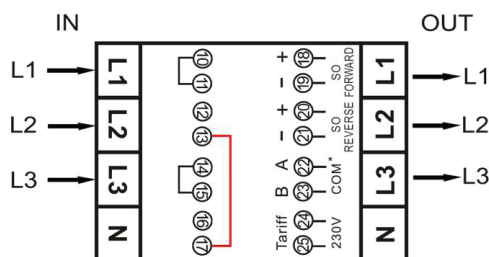 IN OUT
L1 L1 10 + 18 L1 L1
11 - 19 SO FORWARD
L2 L2 12 + 20 L2 L2
13 - 21 SO REVERSE
L3 L3 14 A 22 L3 L3
15 B 23 COM*
N 16 Tariff 24 N
17 25 230V